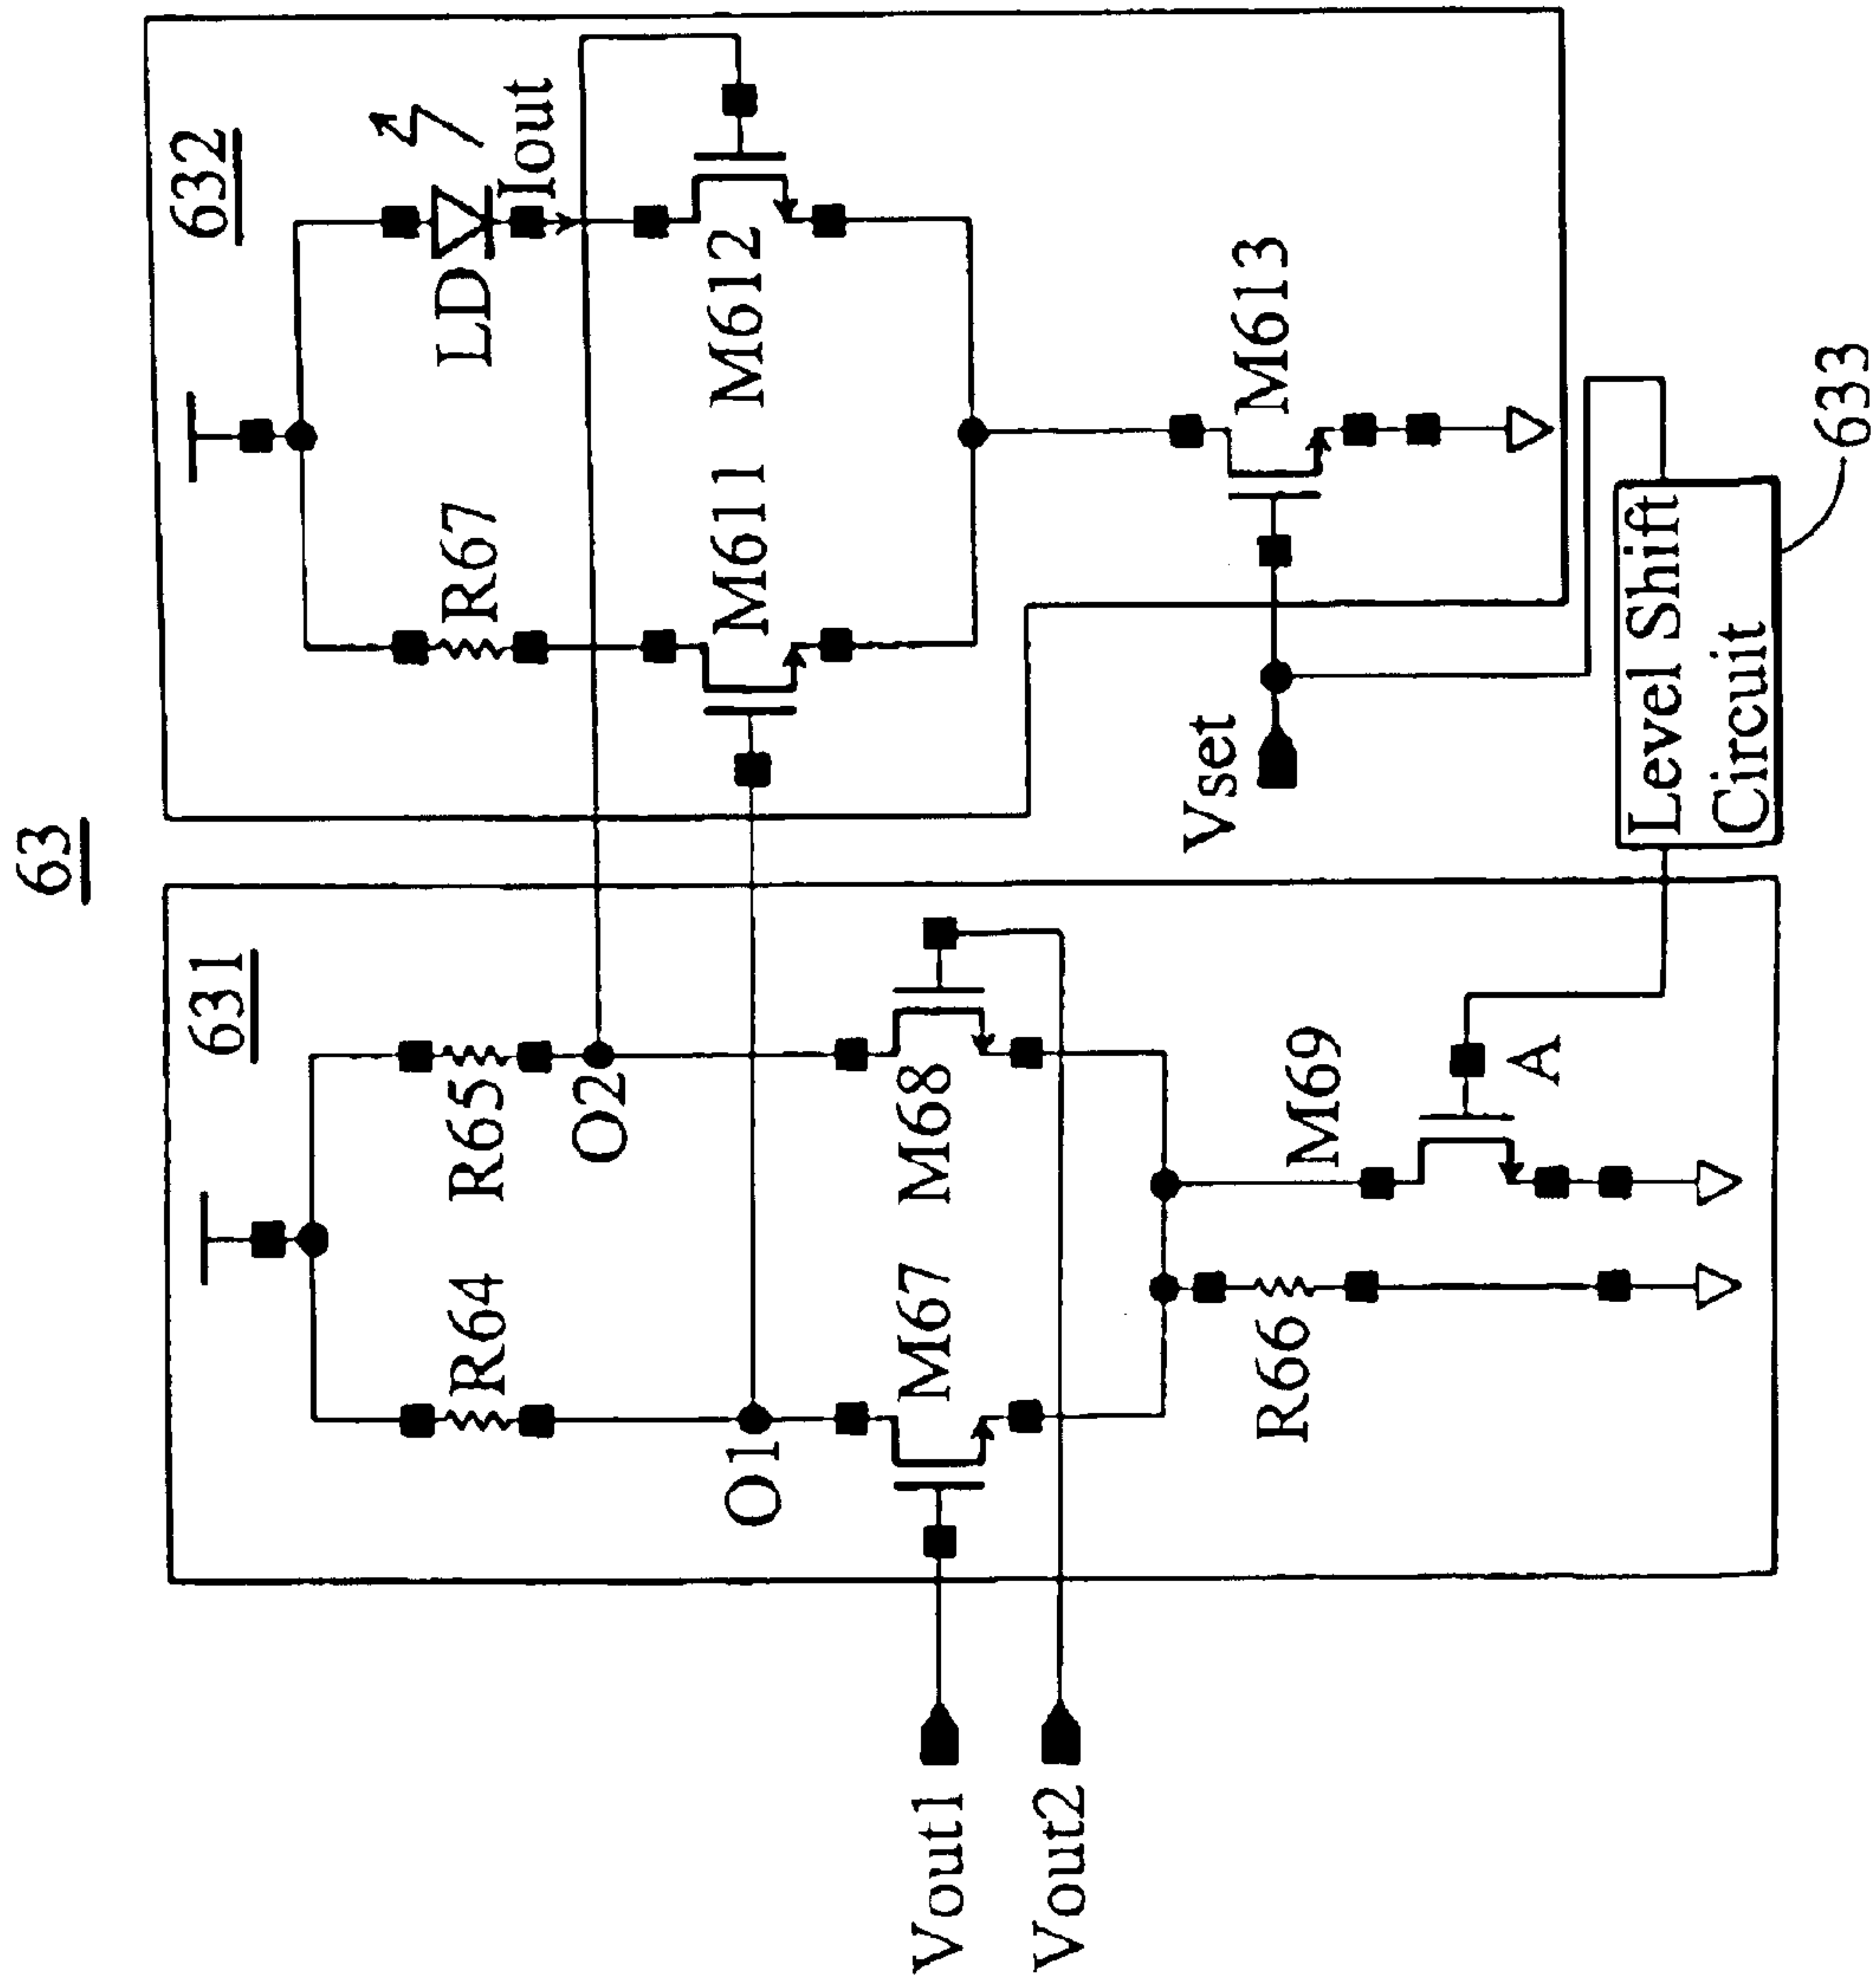 63
631
R64
R65
O2
O1
M67
M68
R66
M69
A
Vout1
Vout2
632
R67
LD
Iout
M611
M612
M613
Vset
Level Shift
Circuit
633